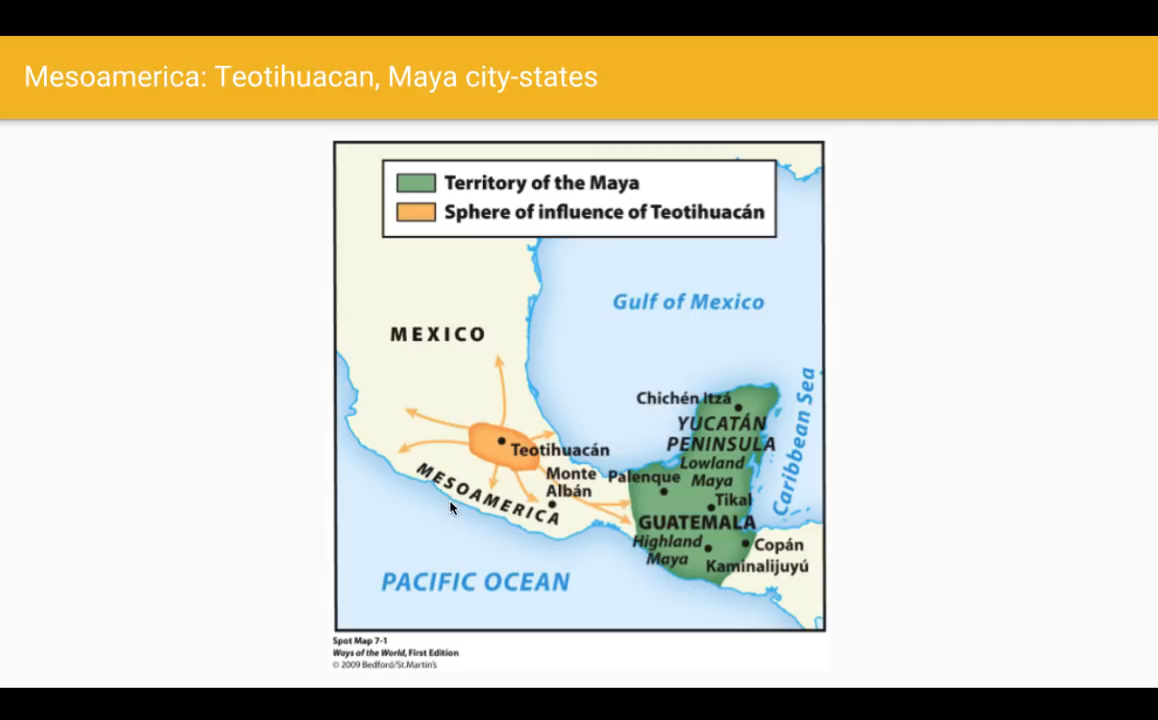 Mesoamerica: Teotihuacan, Maya city-states
Territory of the Maya
Sphere of influence of Teotihuacán
Gulf of Mexico
MEXICO
Chichén Itzá
YUCATÁN
PENINSULA
Caribbean Sea
Teotihuacán
Lowland
Maya
Monte
Albán
Palenque
MESOAMERICA
Tikal
GUATEMALA
Highland
Maya
Copán
Kaminalijuyú
PACIFIC OCEAN
Spot Map 7-1
Ways of the World, First Edition
© 2009 Bedford/St.Martin's